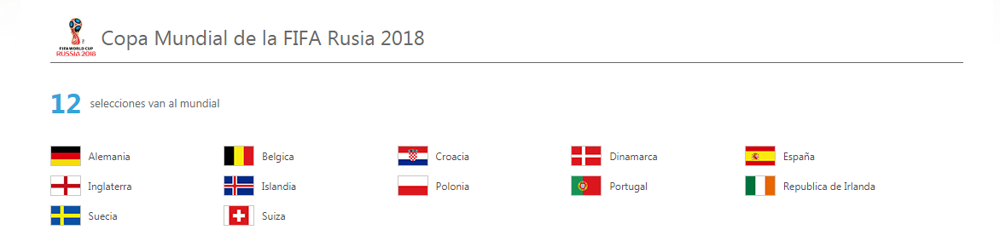 Copa Mundial de la FIFA Rusia 2018
FIFA WORLD CUP
RUSSIA 2018
12 selecciones van al mundial
Alemania Belgica Croacia Dinamarca España
Inglaterra Islandia Polonia Portugal Republica de Irlanda
Suecia Suiza